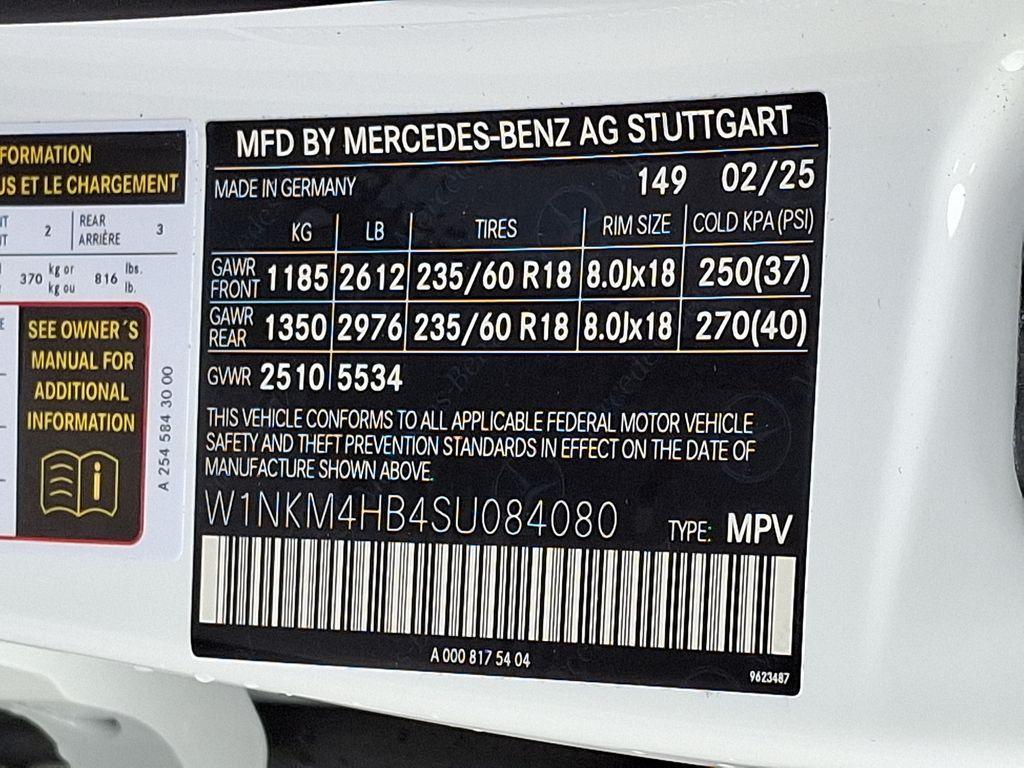 FORMATION
US ET LE CHARGEMENT
2
REAR
ARRIÈRE
3
370 kg or
kg ou
816 lbs.
lb.
SEE OWNER´S
MANUAL FOR
ADDITIONAL
INFORMATION
i
A 254 584 30 00
MFD BY MERCEDES-BENZ AG STUTTGART
MADE IN GERMANY 149 02/25
KG LB TIRES RIM SIZE COLD KPA(PSI)
GAWR FRONT 1185 2612 235/60 R18 8.0Jx18 250(37)
GAWR REAR 1350 2976 235/60 R18 8.0Jx18 270(40)
GVWR 2510 5534
THIS VEHICLE CONFORMS TO ALL APPLICABLE FEDERAL MOTOR VEHICLE
SAFETY AND THEFT PREVENTION STANDARDS IN EFFECT ON THE DATE OF
MANUFACTURE SHOWN ABOVE.
W1NKM4HB4SU084080 TYPE: MPV
A 000 817 54 04
9623487